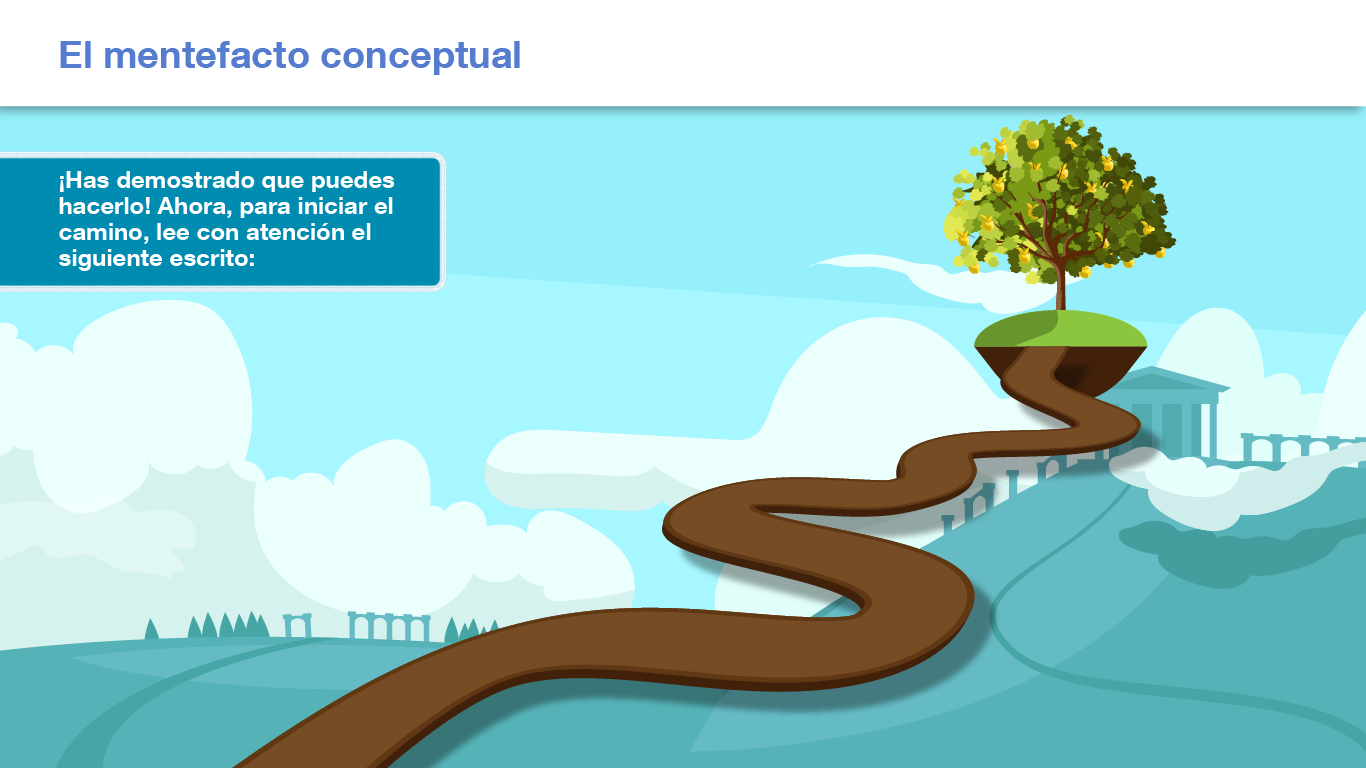 El mentefacto conceptual
¡Has demostrado que puedes
hacerlo! Ahora, para iniciar el
camino, lee con atención el
siguiente escrito: